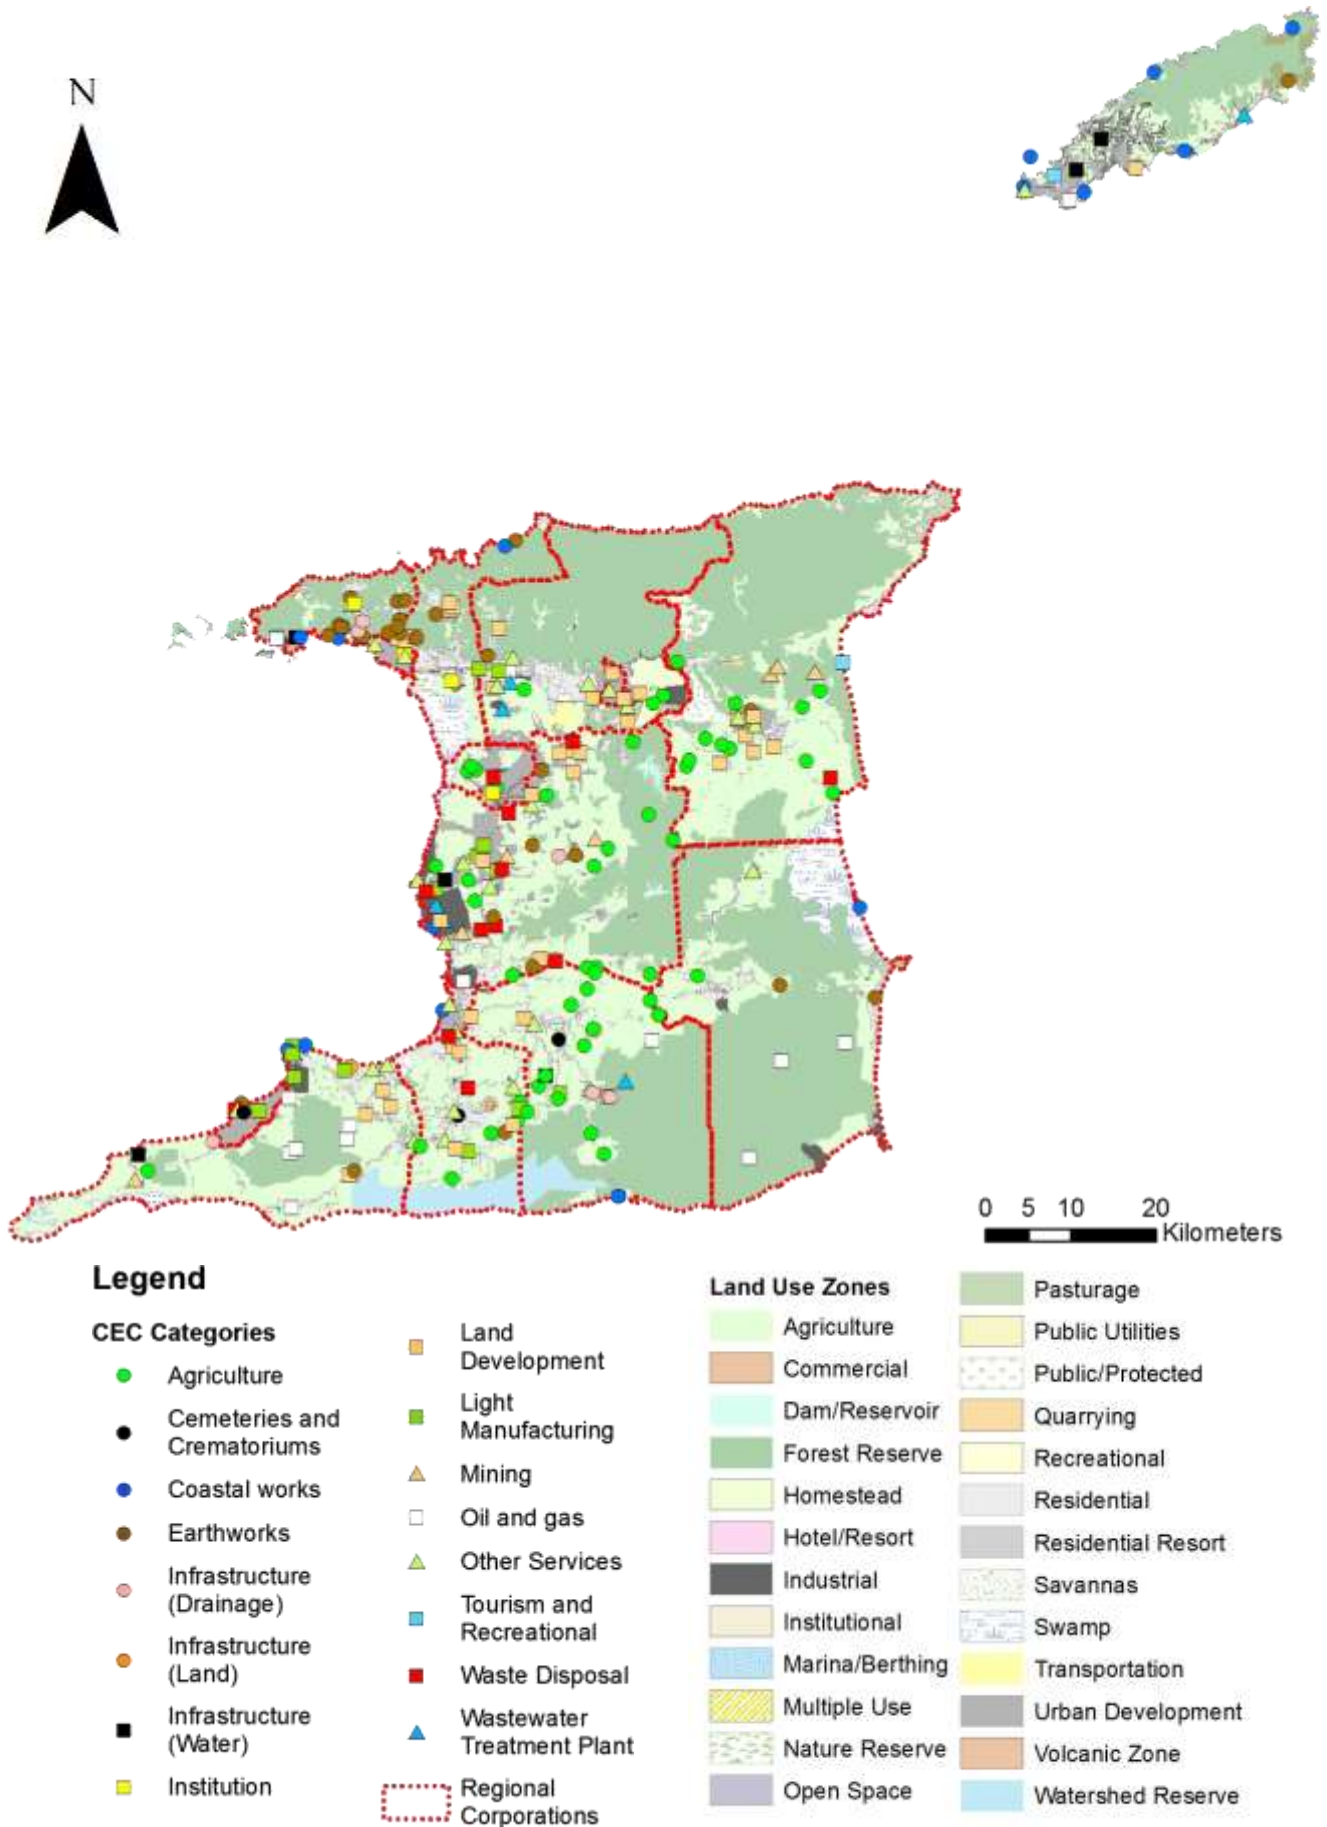 N
0 5 10 20
Kilometers
Legend
CEC Categories
Agriculture
Cemeteries and
Crematoriums
Coastal works
Earthworks
Infrastructure
(Drainage)
Infrastructure
(Land)
Infrastructure
(Water)
Institution
Land
Development
Light
Manufacturing
Mining
Oil and gas
Other Services
Tourism and
Recreational
Waste Disposal
Wastewater
Treatment Plant
Regional
Corporations
Land Use Zones
Agriculture
Commercial
Dam/Reservoir
Forest Reserve
Homestead
Hotel/Resort
Industrial
Institutional
Marina/Berthing
Multiple Use
Nature Reserve
Open Space
Pasturage
Public Utilities
Public/Protected
Quarrying
Recreational
Residential
Residential Resort
Savannas
Swamp
Transportation
Urban Development
Volcanic Zone
Watershed Reserve